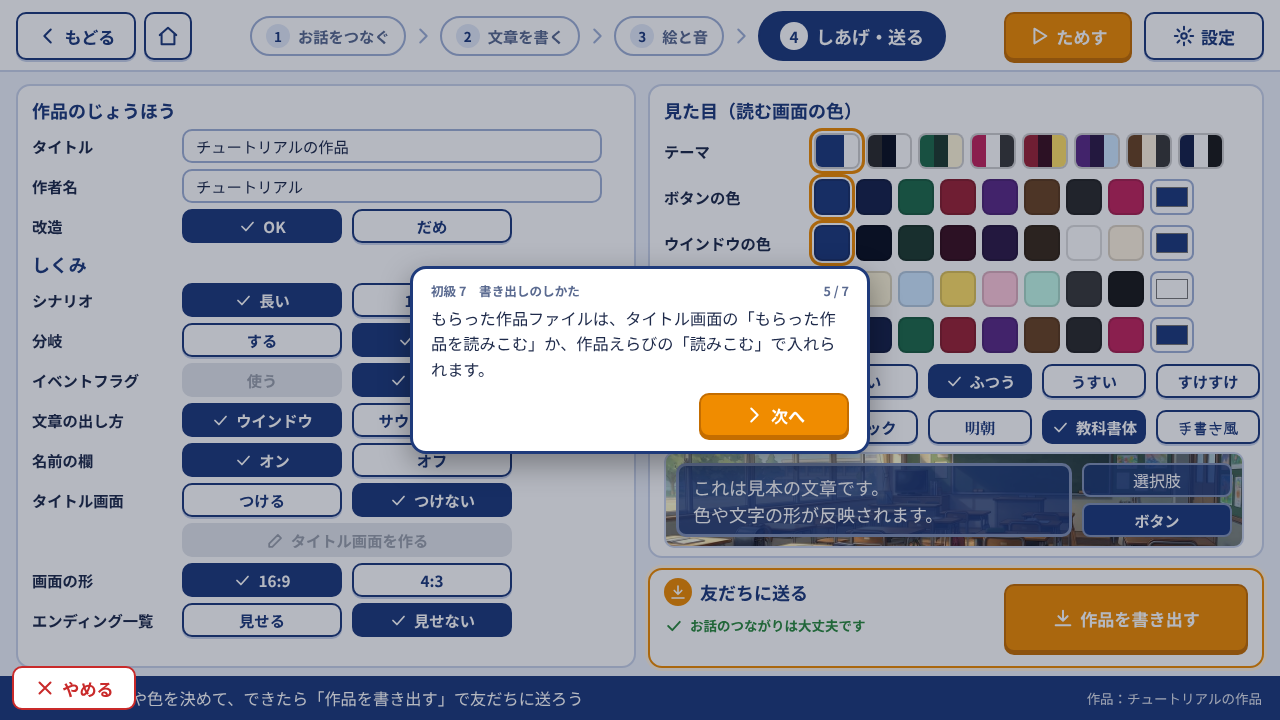 もどる
1 お話をつなぐ
2 文章を書く
3 絵と音
4 しあげ・送る
ためす
設定
作品のじょうほう
タイトル
チュートリアルの作品
作者名
チュートリアル
改造
OK
だめ
しくみ
シナリオ
長い
分岐
する
イベントフラグ
使う
文章の出し方
ウインドウ
名前の欄
オン
オフ
タイトル画面
つける
つけない
タイトル画面を作る
画面の形
16:9
4:3
エンディング一覧
見せる
見せない
見た目（読む画面の色）
テーマ
ボタンの色
ウインドウの色
ふつう
うすい
すけすけ
明朝
教科書体
手書き風
これは見本の文章です。
色や文字の形が反映されます。
選択肢
ボタン
友だちに送る
お話のつながりは大丈夫です
作品を書き出す
初級 7 書き出しのしかた
5 / 7
もらった作品ファイルは、タイトル画面の「もらった作
品を読みこむ」か、作品えらびの「読みこむ」で入れら
れます。
次へ
やめる
や色を決めて、できたら「作品を書き出す」で友だちに送ろう
作品：チュートリアルの作品